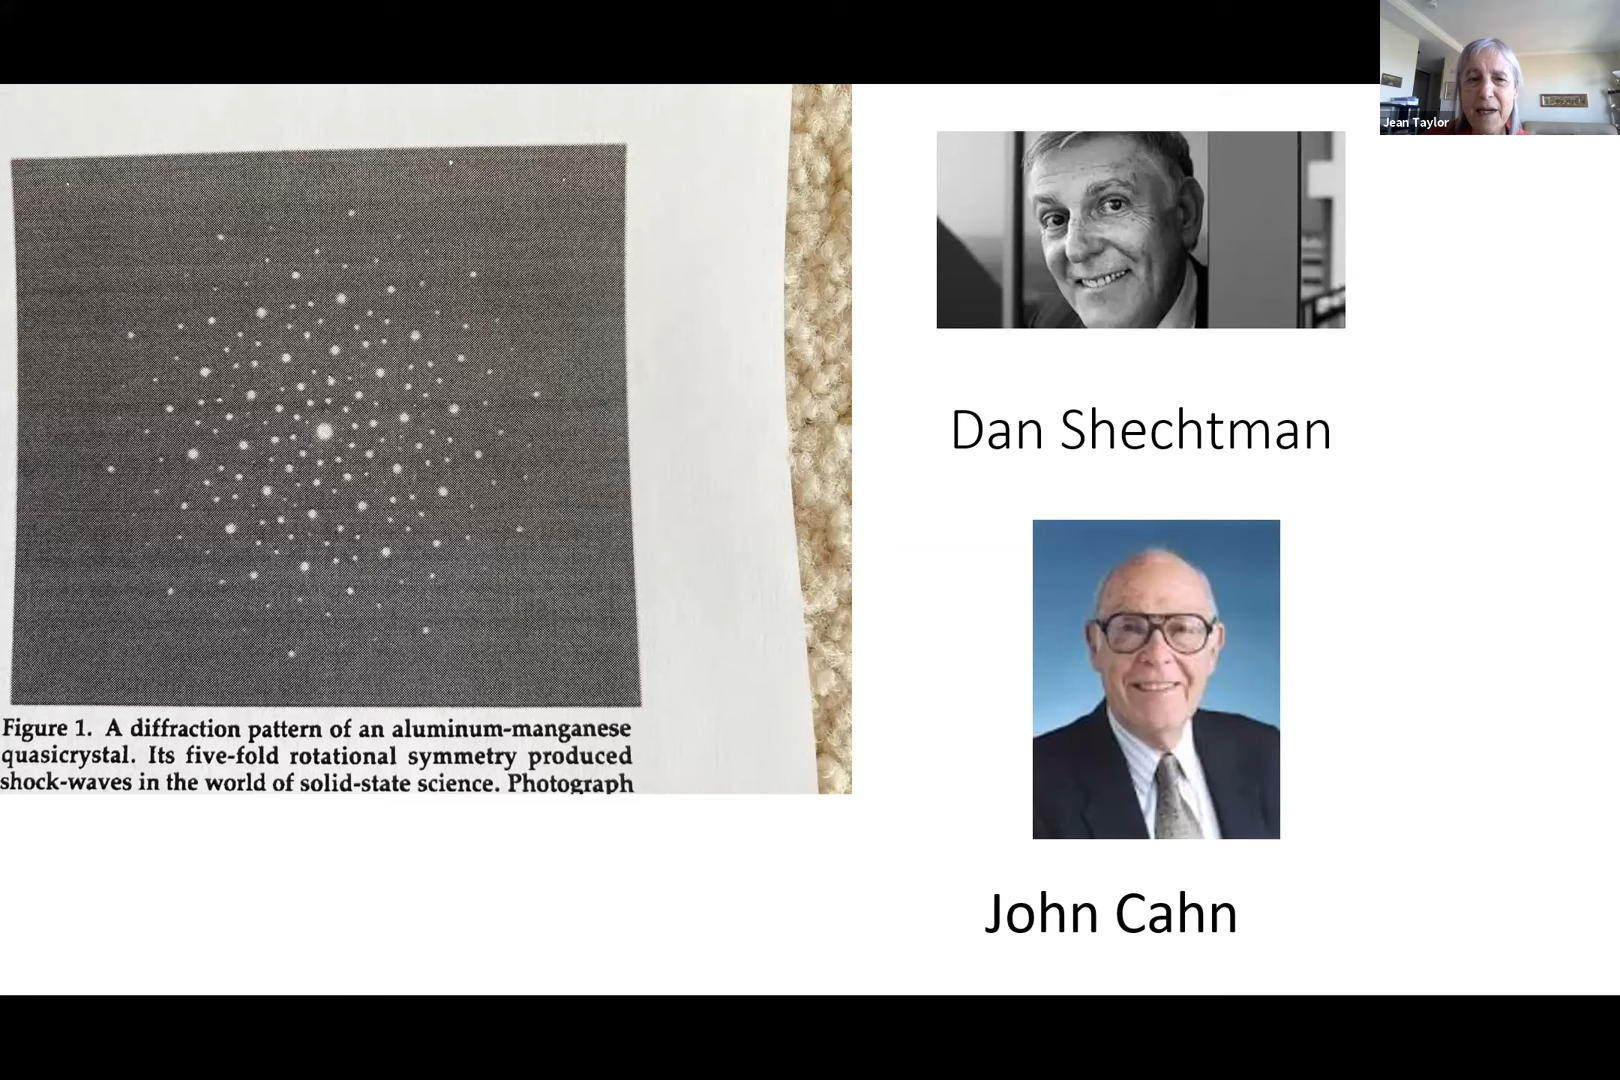 Jean Taylor
Dan Shechtman
Figure 1. A diffraction pattern of an aluminum-manganese
quasicrystal. Its five-fold rotational symmetry produced
shock-waves in the world of solid-state science. Photograph
John Cahn